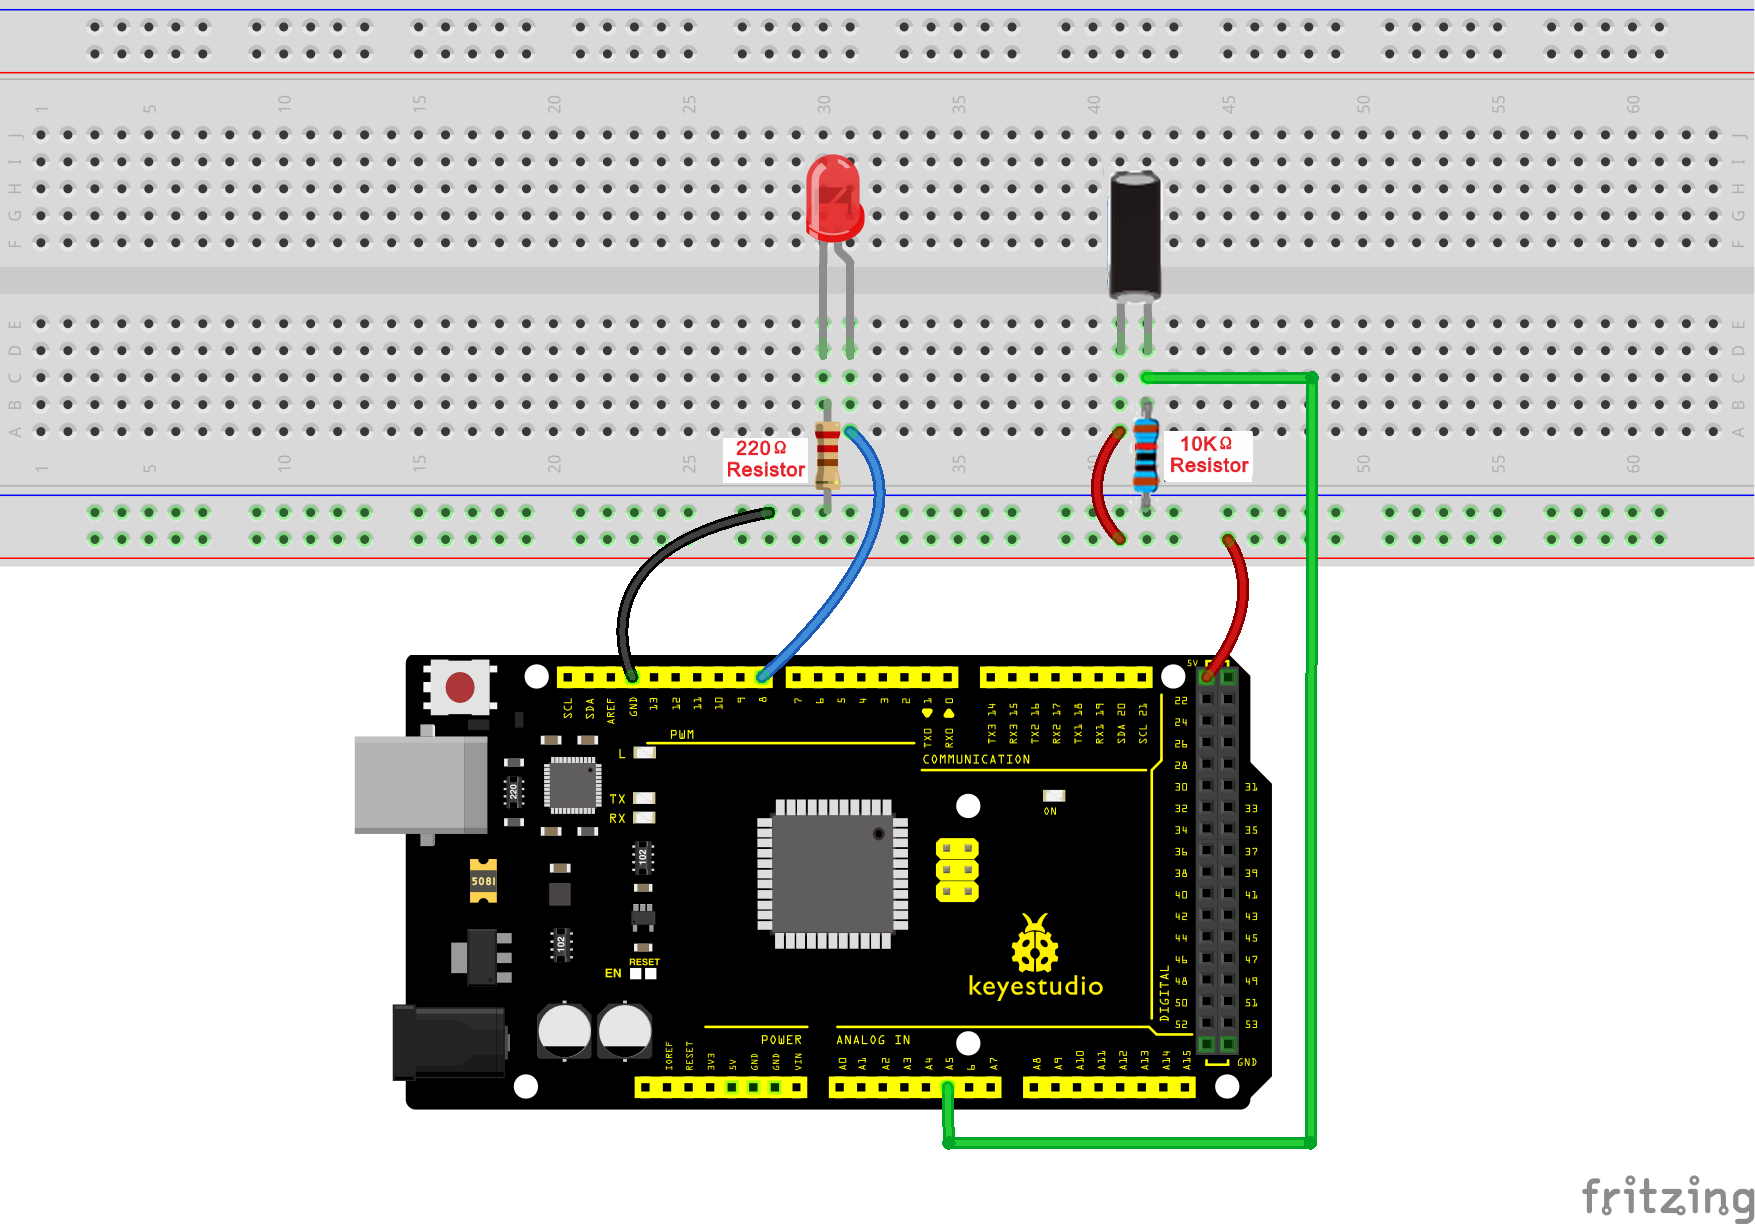 1 5 10 15 20 25 30 35 40 45 50 55 60
J J
I I
H H
G G
F F
E E
D D
C C
B B
A A
220Ω
Resistor
10KΩ
Resistor
1 5 10 15 20 35 40 50 55 60
5V
SCL SDA AREF GND 13 12 11 10 9 8 7 6 5 4 3 2 1 0
TX0 RX0
TX3 14 RX3 15 TX2 16 RX2 17 TX1 18 RX1 19 SDA 20 SCL 21
PWM
COMMUNICATION
L
TX
RX
ON
220
102
5081
102
RESET
EN
keyestudio
22
24
26
28
30 31
32 33
34 35
36 37
38 39
40 41
42 43
44 45
46 47
48 49
50 51
52 53
DIGITAL
GND
POWER
ANALOG IN
IOREF RESET 3V3 5V GND GND VIN
A0 A1 A2 A3 A4 A5 6 A7 A8 A9 A10 A11 A12 A13 A14 A15
fritzing